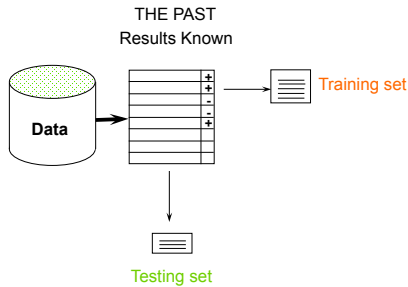 THE PAST
Results Known
+
+
-
-
+
Data
Training set
Testing set